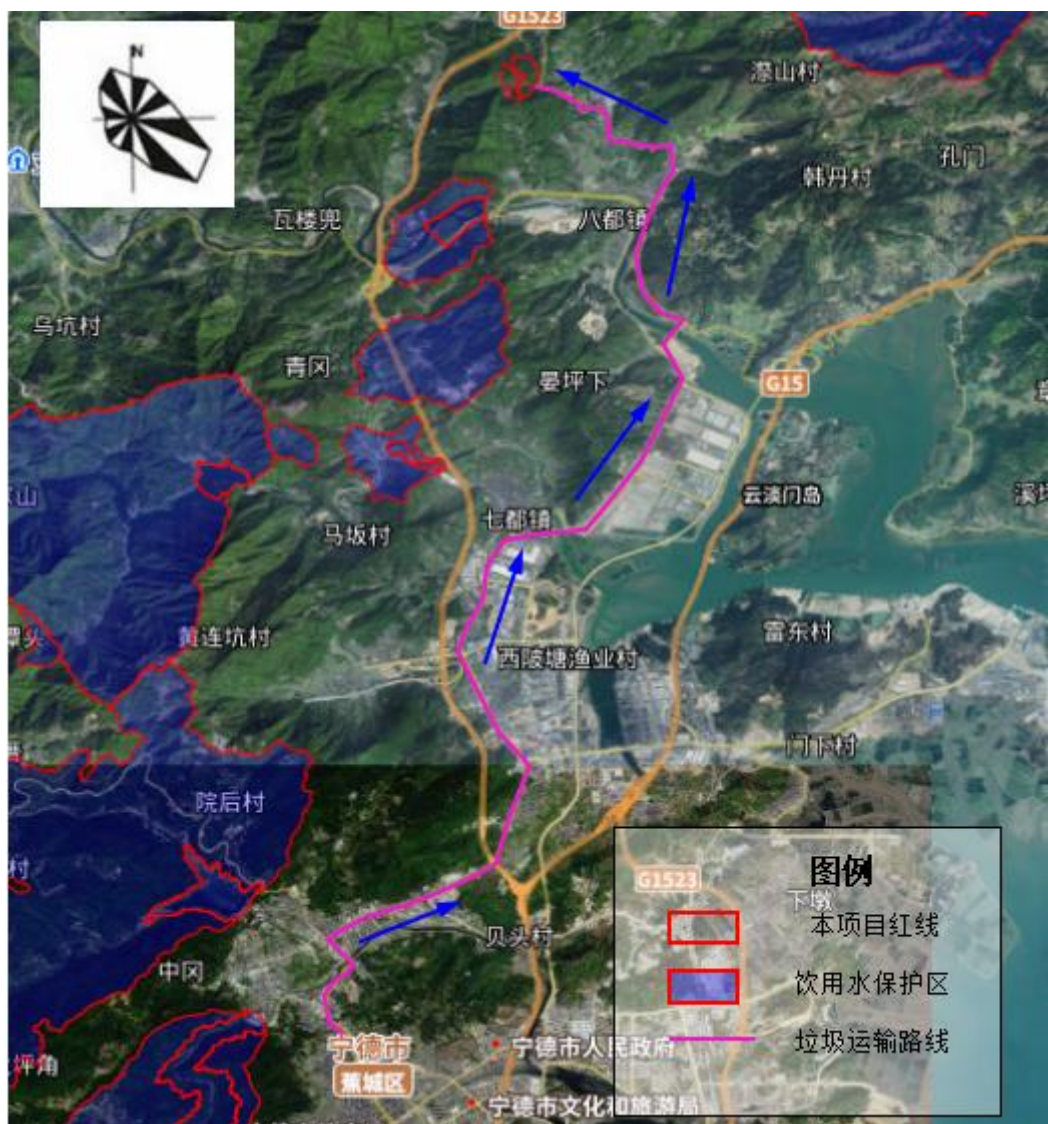 G1523
N
漈山村
孔门
韩丹村
瓦楼兜
八都镇
乌坑村
青冈
晏坪下
G15
云淡门岛
七都镇
马坂村
雷东村
黄连坑村
西陂塘渔业村
门下村
院后村
村
图例
G1523
下墩
本项目红线
贝头村
中冈
饮用水保护区
垃圾运输路线
宁德市
宁德市人民政府
坪角
蕉城区
宁德市文化和旅游局